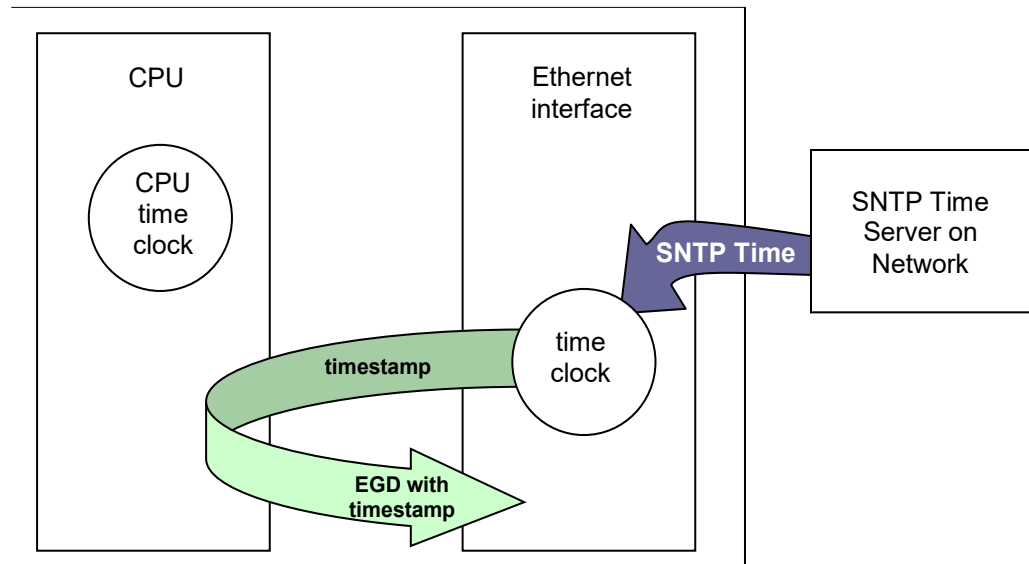 CPU
CPU
time
clock
Ethernet
interface
SNTP Time
Server on
Network
SNTP Time
time
clock
timestamp
EGD with
timestamp